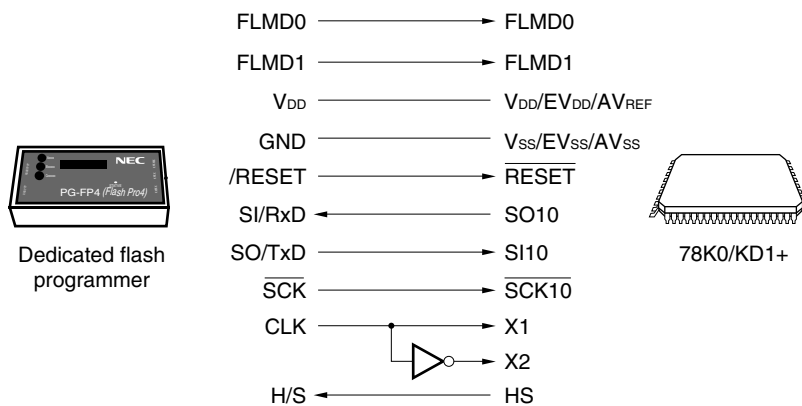 FLMD0 FLMD0
FLMD1 FLMD1
VDD VDD/EVDD/AVREF
GND VSS/EVSS/AVSS
/RESET RESET
SI/RxD SO10
SO/TxD SI10
SCK SCK10
CLK X1
X2
H/S HS
NEC
PG-FP4 (Flash Pro4)
Dedicated flash
programmer
78K0/KD1+